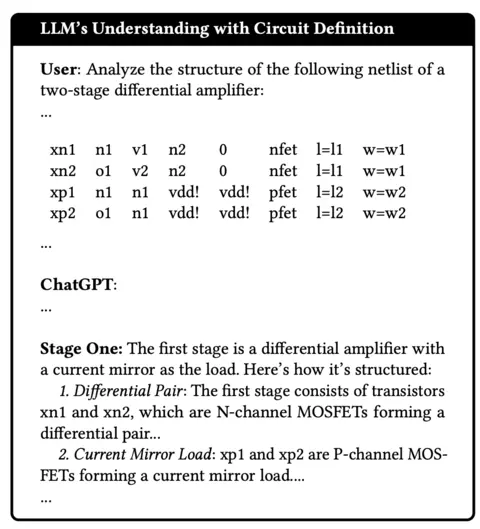 LLM's Understanding with Circuit Definition
User: Analyze the structure of the following netlist of a
two-stage differential amplifier:
...
xn1 n1 v1 n2 0 nfet l=l1 w=w1
xn2 o1 v2 n2 0 nfet l=l1 w=w1
xp1 n1 n1 vdd! vdd! pfet l=l2 w=w2
xp2 o1 n1 vdd! vdd! pfet l=l2 w=w2
...
ChatGPT:
...
Stage One: The first stage is a differential amplifier with
a current mirror as the load. Here's how it's structured:
1. Differential Pair: The first stage consists of transistors
xn1 and xn2, which are N-channel MOSFETs forming a
differential pair...
2. Current Mirror Load: xp1 and xp2 are P-channel MOS-
FETs forming a current mirror load....
...